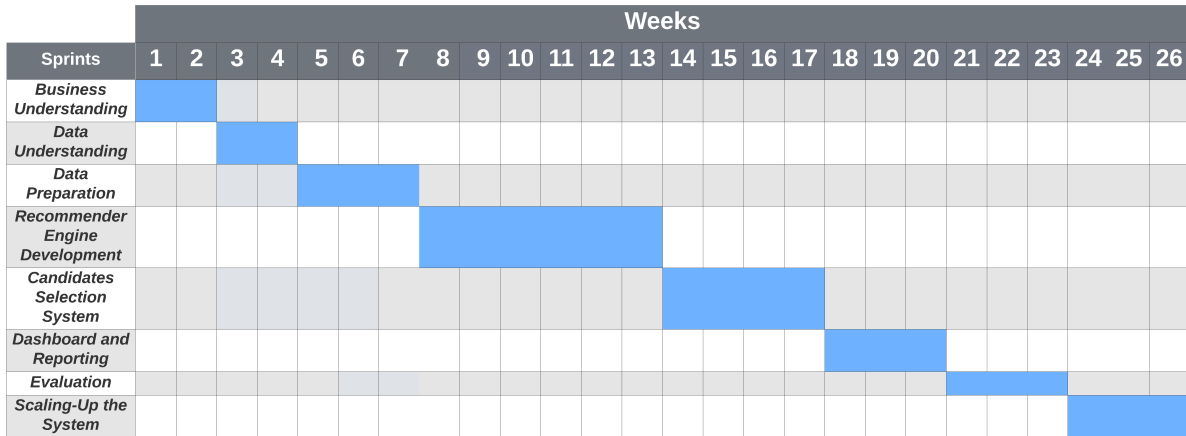 Weeks
Sprints 1 2 3 4 5 6 7 8 9 10 11 12 13 14 15 16 17 18 19 20 21 22 23 24 25 26
Business
Understanding
Data
Understanding
Data
Preparation
Recommender
Engine
Development
Candidates
Selection
System
Dashboard and
Reporting
Evaluation
Scaling-Up the
System